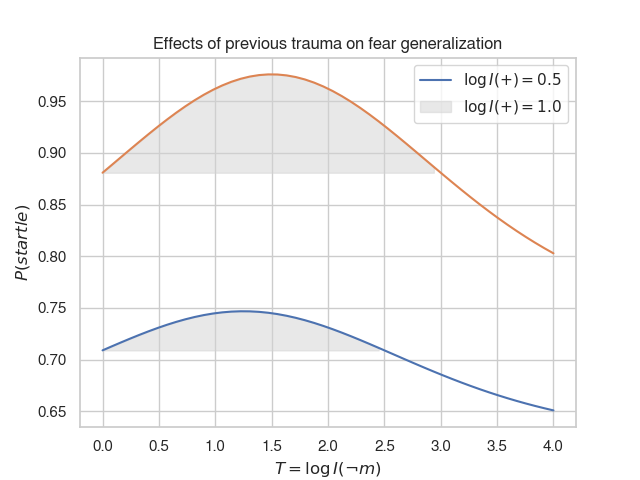 Effects of previous trauma on fear generalization
log I(+) = 0.5
log I(+) = 1.0
P(startle)
0.95
0.90
0.85
0.80
0.75
0.70
0.65
0.0 0.5 1.0 1.5 2.0 2.5 3.0 3.5 4.0
T = log I(¬m)